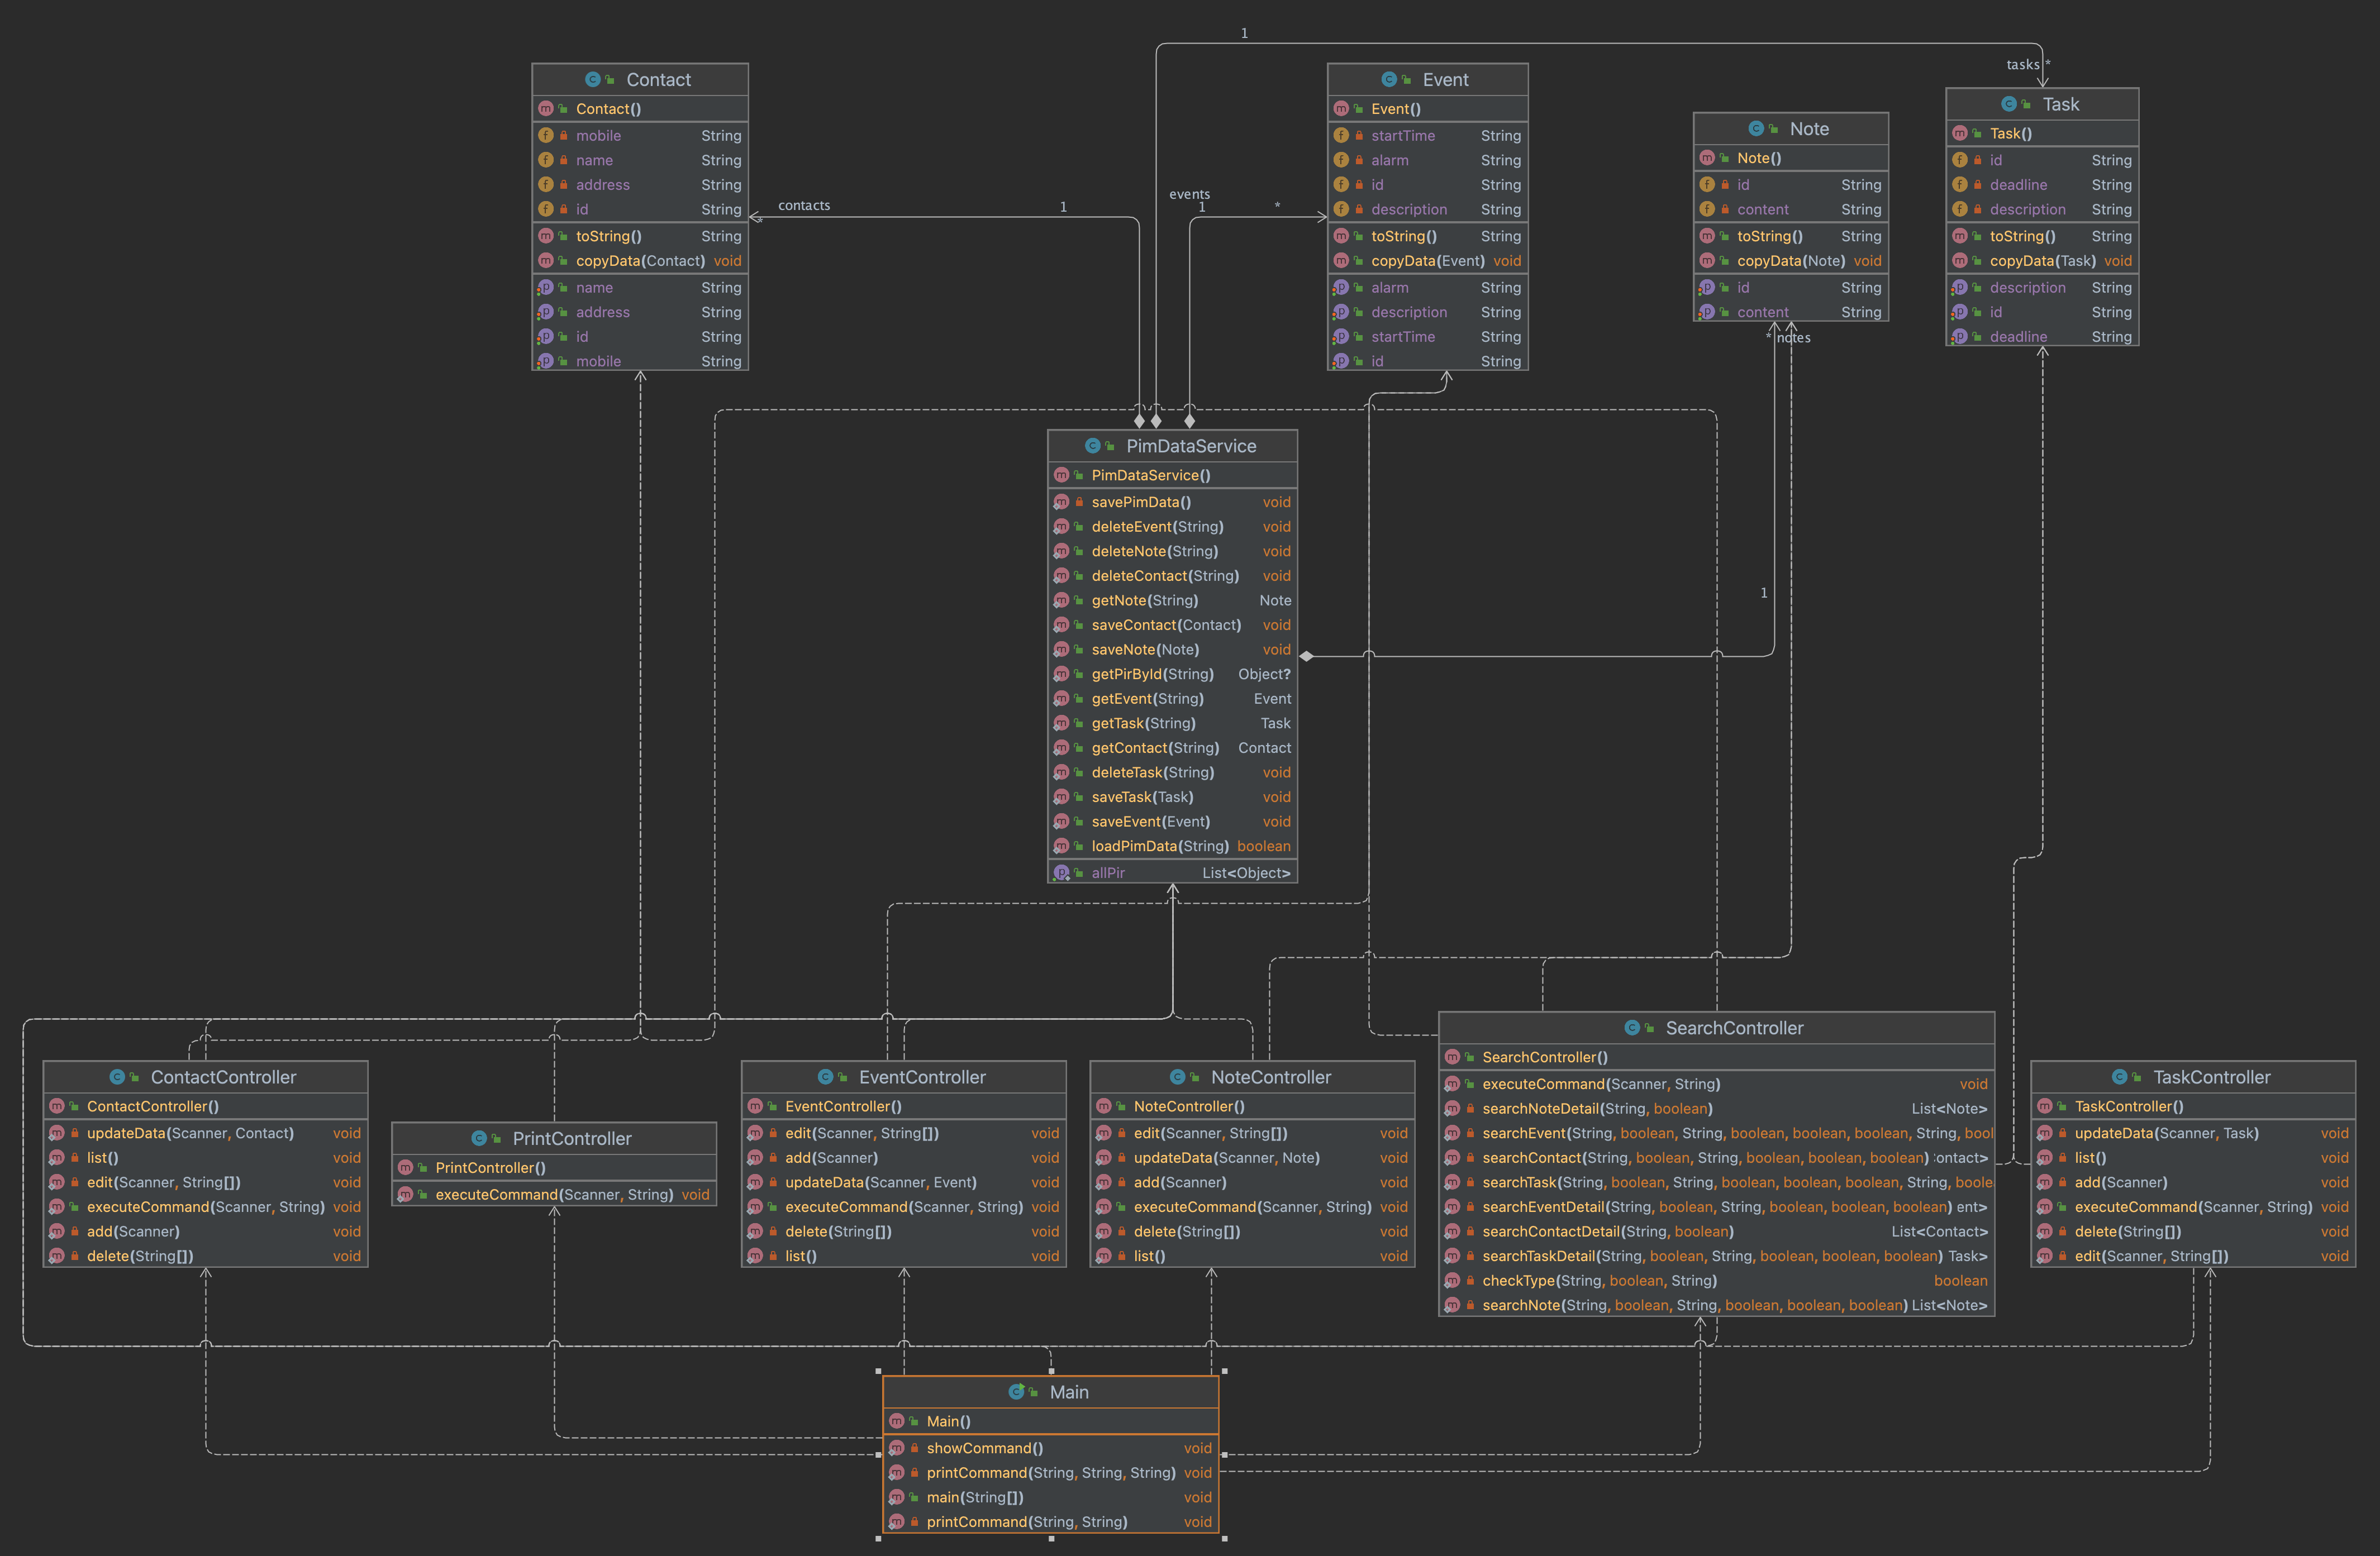 1
tasks *
Contact
Contact()
mobile String
name String
address String
id String
toString() String
copyData(Contact) void
name String
address String
id String
mobile String
contacts
*
1
events
1
*
Event
Event()
startTime String
alarm String
id String
description String
toString() String
copyData(Event) void
alarm String
description String
startTime String
id String
Note
Note()
id String
content String
toString() String
copyData(Note) void
id String
content String
* notes
1
Task
Task()
id String
deadline String
description String
toString() String
copyData(Task) void
description String
id String
deadline String
PimDataService
PimDataService()
savePimData() void
deleteEvent(String) void
deleteNote(String) void
deleteContact(String) void
getNote(String) Note
saveContact(Contact) void
saveNote(Note) void
getPirById(String) Object?
getEvent(String) Event
getTask(String) Task
getContact(String) Contact
deleteTask(String) void
saveTask(Task) void
saveEvent(Event) void
loadPimData(String) boolean
allPir List<Object>
ContactController
ContactController()
updateData(Scanner, Contact) void
list() void
edit(Scanner, String[]) void
executeCommand(Scanner, String) void
add(Scanner) void
delete(String[]) void
PrintController
PrintController()
executeCommand(Scanner, String) void
EventController
EventController()
edit(Scanner, String[]) void
add(Scanner) void
updateData(Scanner, Event) void
executeCommand(Scanner, String) void
delete(String[]) void
list() void
NoteController
NoteController()
edit(Scanner, String[]) void
updateData(Scanner, Note) void
add(Scanner) void
executeCommand(Scanner, String) void
delete(String[]) void
list() void
SearchController
SearchController()
executeCommand(Scanner, String) void
searchNoteDetail(String, boolean) List<Note>
searchEvent(String, boolean, String, boolean, boolean, boolean, String, bool
searchContact(String, boolean, String, boolean, boolean, boolean) ontact>
searchTask(String, boolean, String, boolean, boolean, boolean, String, boole
searchEventDetail(String, boolean, String, boolean, boolean, boolean) ent>
searchContactDetail(String, boolean) List<Contact>
searchTaskDetail(String, boolean, String, boolean, boolean, boolean) Task>
checkType(String, boolean, String) boolean
searchNote(String, boolean, String, boolean, boolean, boolean) List<Note>
TaskController
TaskController()
updateData(Scanner, Task) void
list() void
add(Scanner) void
executeCommand(Scanner, String) void
delete(String[]) void
edit(Scanner, String[]) void
Main
Main()
showCommand() void
printCommand(String, String, String) void
main(String[]) void
printCommand(String, String) void